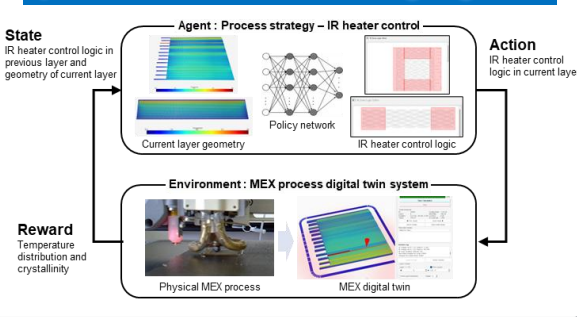 Agent : Process strategy – IR heater control
State
IR heater control logic in
previous layer and
geometry of current layer
Action
IR heater control
logic in current laye
Policy network
Current layer geometry
IR heater control logic
Environment : MEX process digital twin system
Reward
Temperature
distribution and
crystallinity
Physical MEX process
MEX digital twin